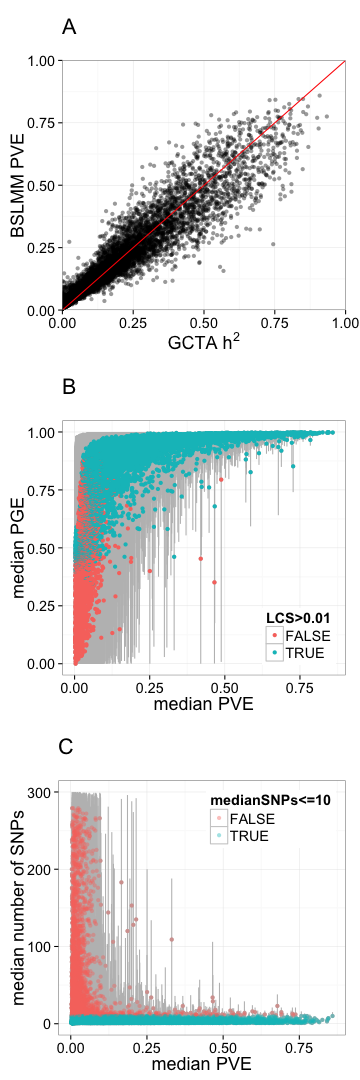 A
1.00
0.75
0.50
0.25
0.00
BSLMM PVE
0.00 0.25 0.50 0.75 1.00
GCTA h²
B
1.00
0.75
0.50
0.25
0.00
median PGE
LCS>0.01
FALSE
TRUE
0.00 0.25 0.50 0.75
median PVE
C
300
200
100
0
median number of SNPs
medianSNPs<=10
FALSE
TRUE
0.00 0.25 0.50 0.75
median PVE